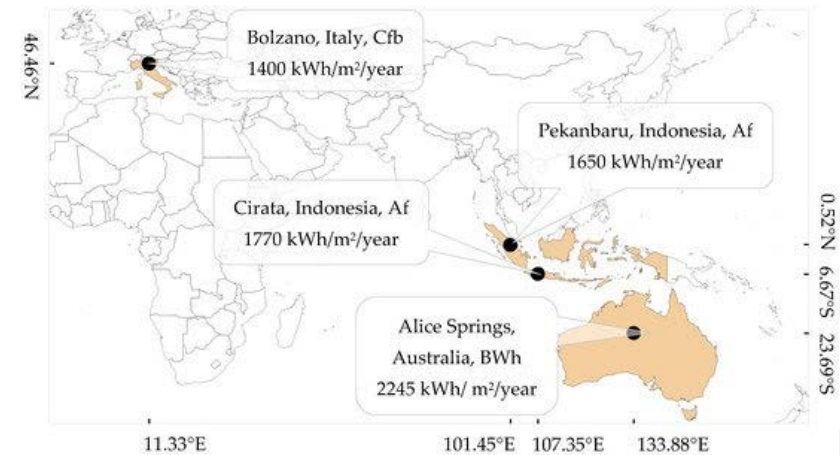 46.46°N
Bolzano, Italy, Cfb
1400 kWh/m²/year
Pekanbaru, Indonesia, Af
1650 kWh/m²/year
Cirata, Indonesia, Af
1770 kWh/m²/year
0.52°N
6.67°S
23.69°S
Alice Springs,
Australia, BWh
2245 kWh/ m²/year
11.33°E
101.45°E
107.35°E
133.88°E